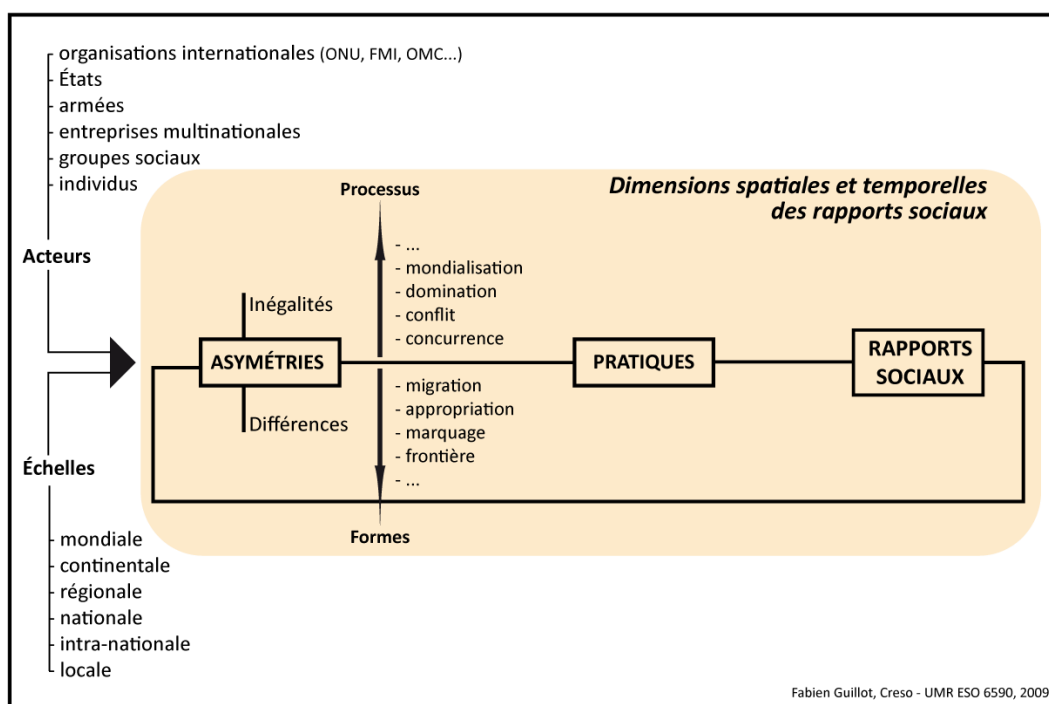 - organisations internationales (ONU, FMI, OMC...)
- États
- armées
- entreprises multinationales
- groupes sociaux
- individus
Acteurs
Échelles
- mondiale
- continentale
- régionale
- nationale
- intra-nationale
- locale
Dimensions spatiales et temporelles
des rapports sociaux
Processus
- ...
- mondialisation
- domination
- conflit
- concurrence
Inégalités
ASYMÉTRIES
Différences
PRATIQUES
RAPPORTS
SOCIAUX
- migration
- appropriation
- marquage
- frontière
- ...
Formes
Fabien Guillot, Creso - UMR ESO 6590, 2009